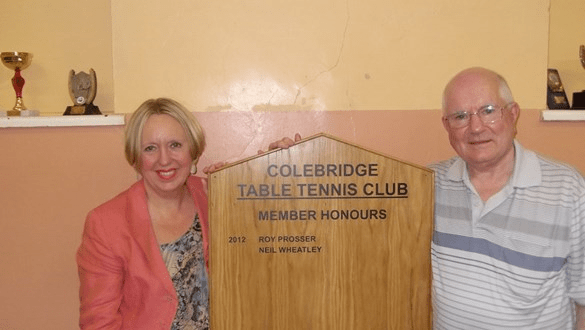 COLEBRIDGE
TABLE TENNIS CLUB
MEMBER HONOURS
2012 ROY PROSSER
NEIL WHEATLEY